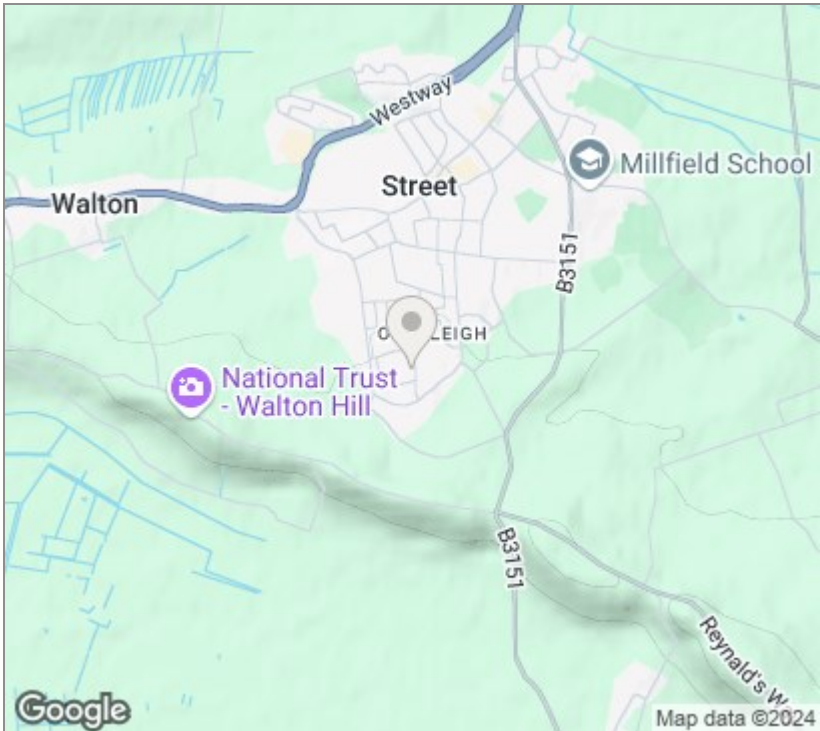 Westway
Millfield School
Street
Walton
B3151
LEIGH
National Trust
- Walton Hill
B3151
Reynald's
Google
Map data ©2024